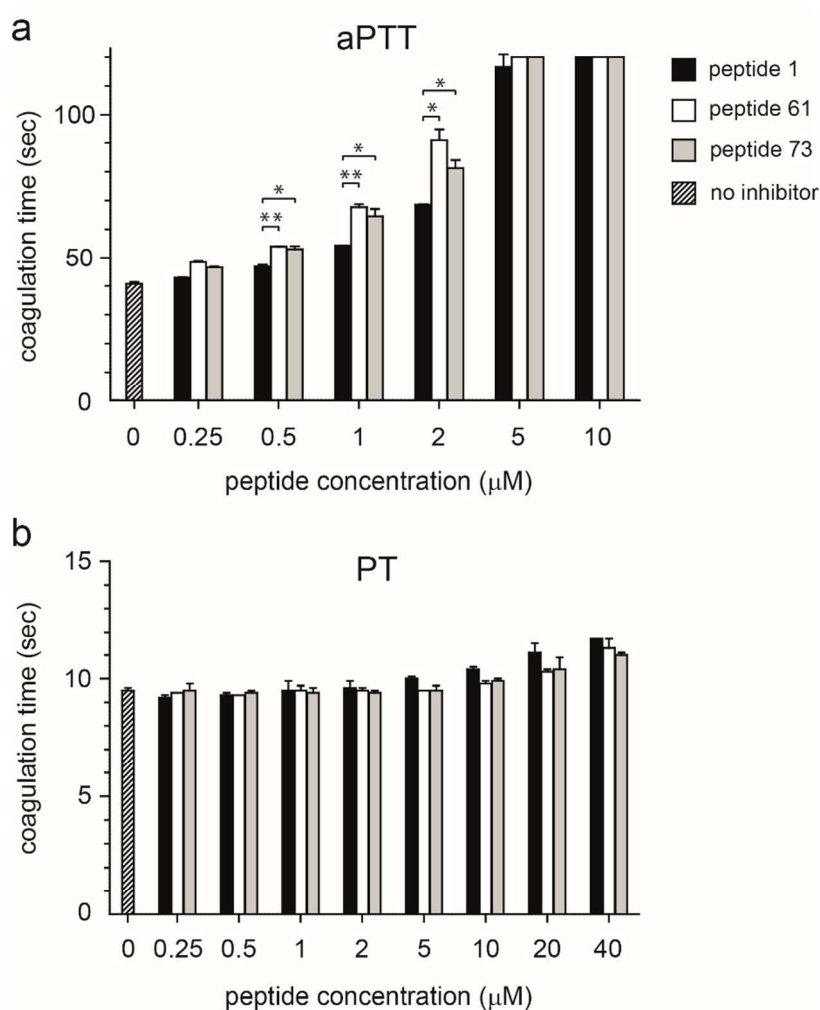 a
aPTT
coagulation time (sec)
100
50
0
** *
** *
* *
0 0.25 0.5 1 2 5 10
peptide concentration (μM)
peptide 1
peptide 61
peptide 73
no inhibitor
b
PT
coagulation time (sec)
15
10
5
0
0 0.25 0.5 1 2 5 10 20 40
peptide concentration (μM)